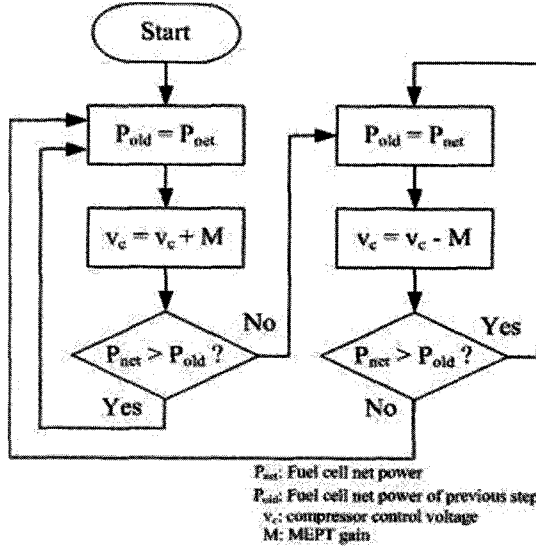 Start
P_old = P_net
P_old = P_net
v_c = v_c + M
v_c = v_c - M
No
Yes
P_net > P_old ?
P_net > P_old ?
Yes
No
P_net: Fuel cell net power
P_old: Fuel cell net power of previous step
v_c: compressor control voltage
M: MEPT gain